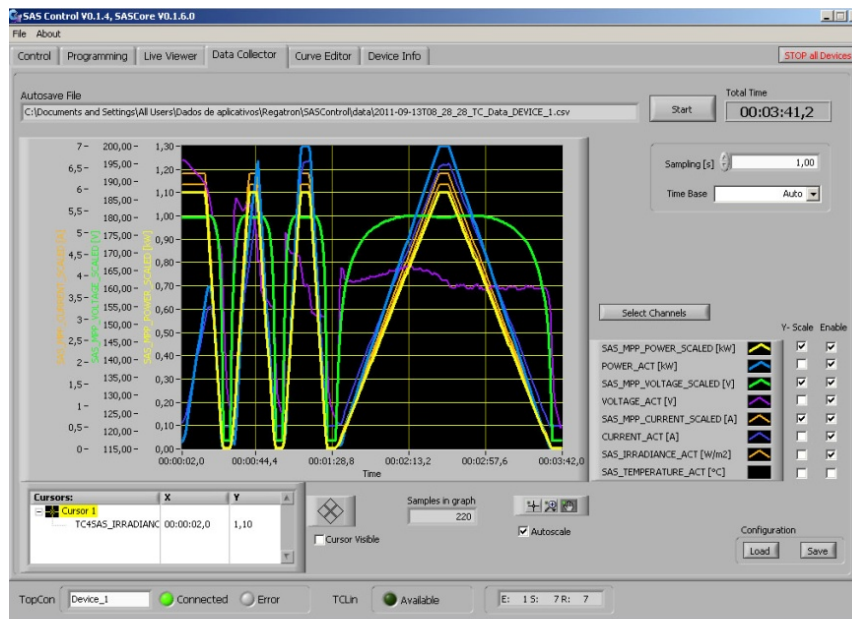 SAS Control V0.1.4, SASCore V0.1.6.0
File About
Control Programming Live Viewer Data Collector Curve Editor Device Info STOP all Devices
Autosave File
C:\Documents and Settings\All Users\Dados de aplicativos\Regatron\SASControl\data\2011-09-13T08_28_28_TC_Data_DEVICE_1.csv
Start
Total Time
00:03:41,2
Sampling [s] 1,00
Time Base Auto
7- 200,00- 1,30-
6,5- 195,00- 1,20-
6- 190,00- 1,10-
185,00-
5,5- 180,00- 1,00-
5- 175,00- 0,90-
4,5- 170,00- 0,80-
4- 165,00- 0,70-
160,00-
3,5- 155,00- 0,60-
3- 150,00- 0,50-
2,5- 145,00- 0,40-
2- 140,00-
1,5- 135,00- 0,30-
1- 130,00- 0,20-
125,00-
0,5- 120,00- 0,10-
0- 115,00- 0,00-
SAS_MPP_CURRENT_SCALED [A]
SAS_MPP_VOLTAGE_SCALED [V]
SAS_MPP_POWER_SCALED [kW]
00:00:02,0 00:00:44,4 00:01:28,8 00:02:13,2 00:02:57,6 00:03:42,0
Time
Select Channels
Y- Scale Enable
SAS_MPP_POWER_SCALED [kW]
POWER_ACT [kW]
SAS_MPP_VOLTAGE_SCALED [V]
VOLTAGE_ACT [V]
SAS_MPP_CURRENT_SCALED [A]
CURRENT_ACT [A]
SAS_IRRADIANCE_ACT [W/m2]
SAS_TEMPERATURE_ACT [°C]
Cursors: X Y
Cursor 1
TC4SAS_IRRADIANC 00:00:02,0 1,10
Cursor Visible
Samples in graph
220
Autoscale
Configuration
Load Save
TopCon Device_1 Connected Error TCLin Available E: 1 S: 7 R: 7